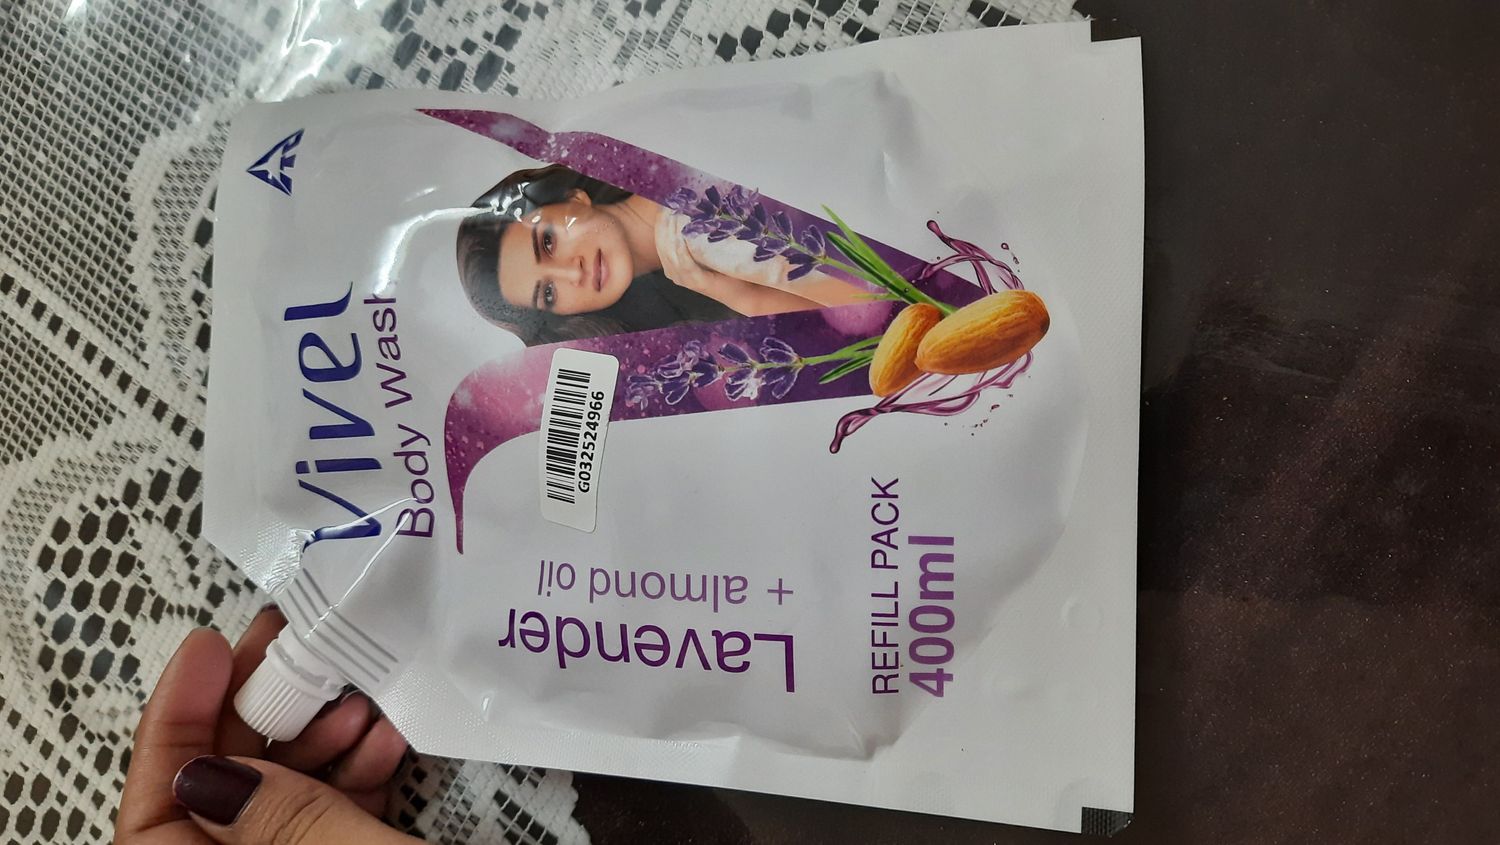 Vivel
Body wash
G032524966
Lavender
+ almond oil
REFILL PACK
400ml